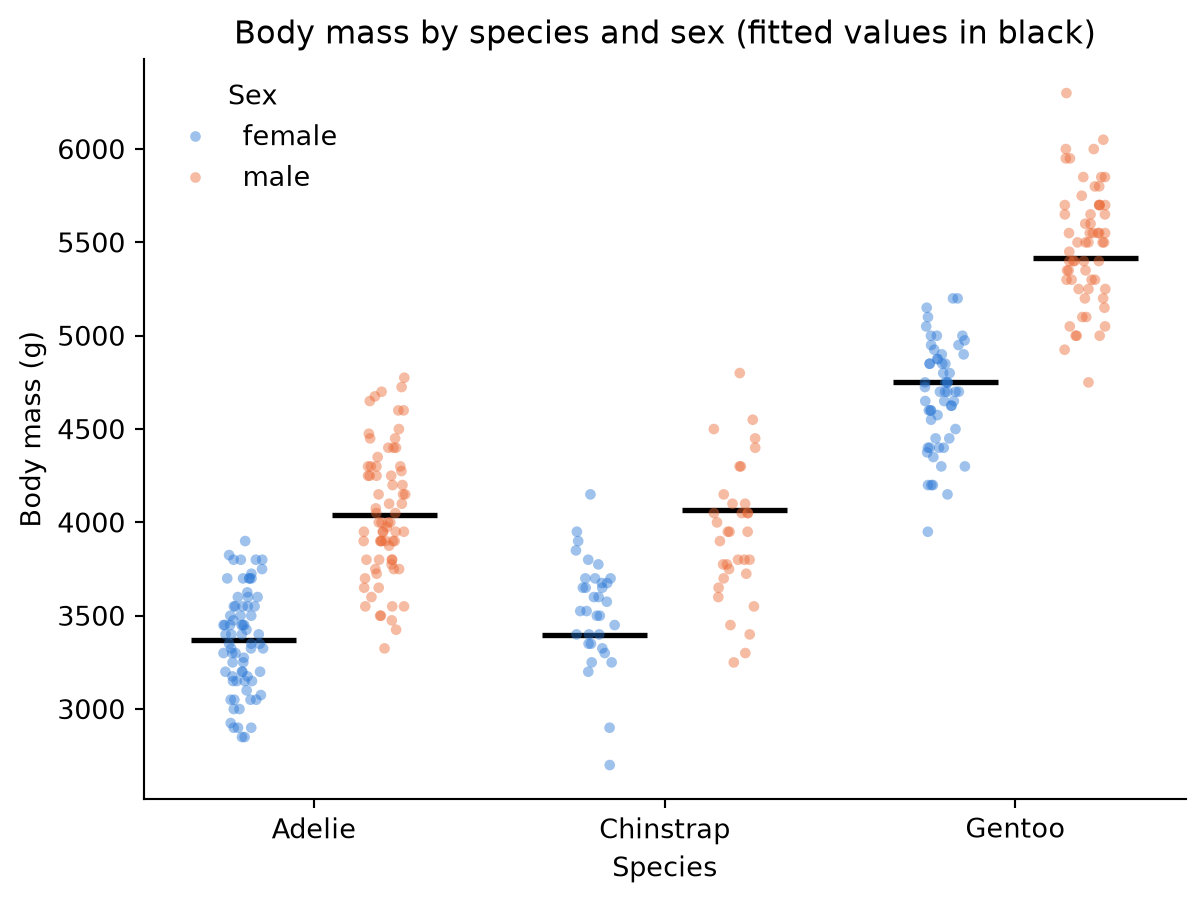 Body mass by species and sex (fitted values in black)
Sex
female
male
6000
5500
5000
4500
4000
3500
3000
Body mass (g)
Adelie
Chinstrap
Gentoo
Species